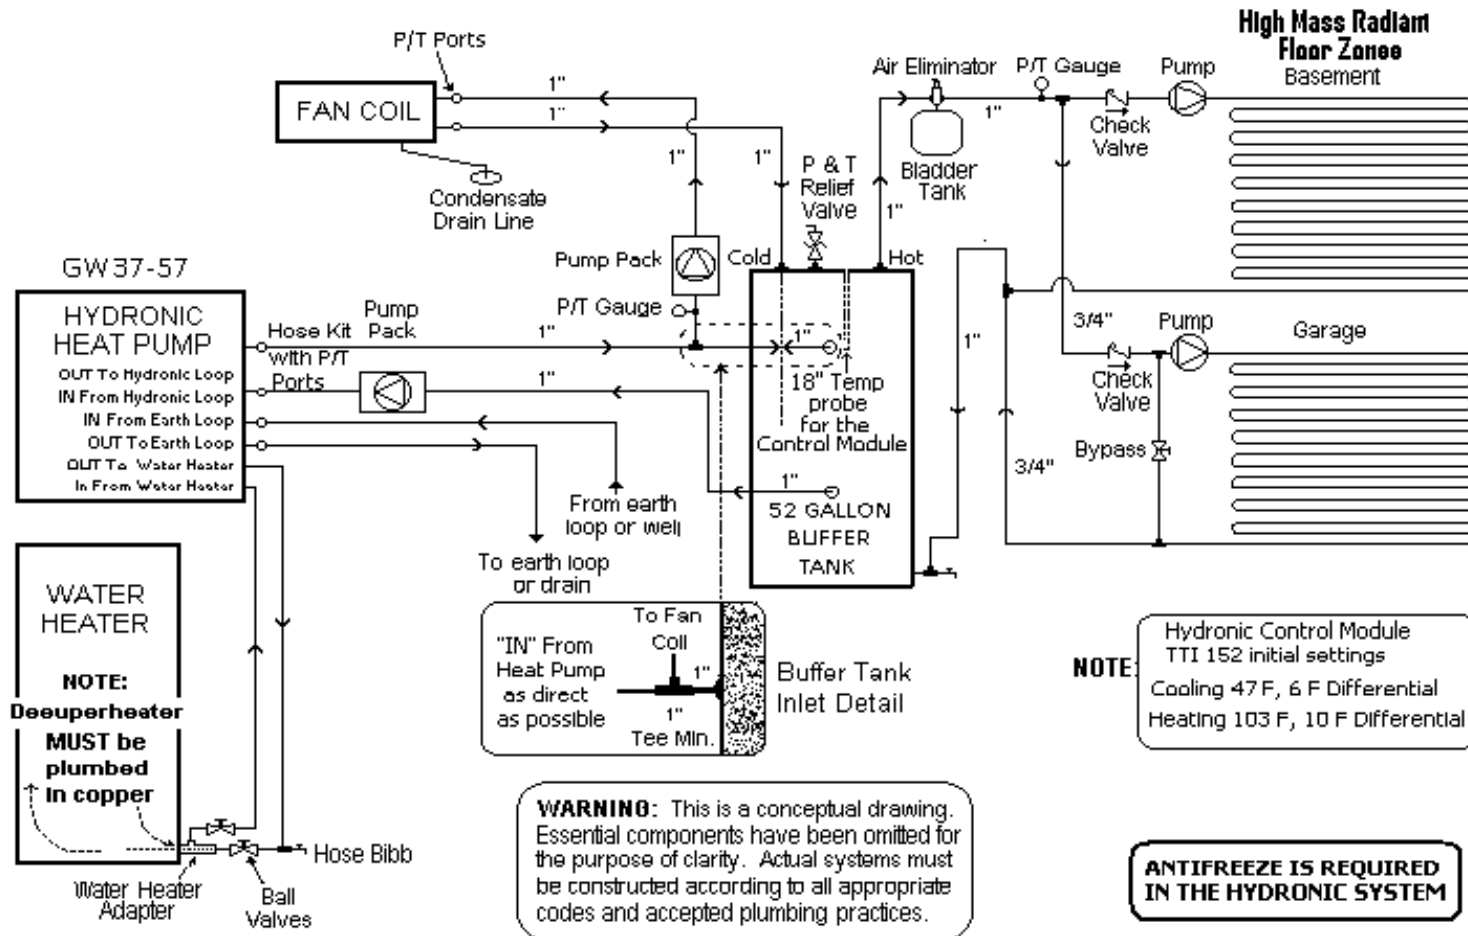 High Mass Radiant
Floor Zones
Basement
P/T Ports
1"
FAN COIL
1"
Condensate
Drain Line
1"
1"
P & T
Relief
Valve
Air Eliminator
Bladder
Tank
1"
P/T Gauge
1"
Check
Valve
Pump
Pump Pack
Cold
Hot
P/T Gauge
GW 37-57
HYDRONIC
HEAT PUMP
OUT To Hydronic Loop
IN From Hydronic Loop
IN From Earth Loop
OUT To Earth Loop
OUT To Water Heater
In From Water Heater
Hose Kit
with P/T
Ports
Pump
Pack
1"
1"
1"
1"
18" Temp
probe
for the
Control Module
1"
52 GALLON
BUFFER
TANK
1"
3/4"
3/4"
Pump
Garage
Check
Valve
Bypass
From earth
loop or well
To earth loop
or drain
WATER
HEATER
NOTE:
Desuperheater
MUST be
plumbed
in copper
Hose Bibb
Water Heater
Adapter
Ball
Valves
"IN" From
Heat Pump
as direct
as possible
To Fan
Coil
1"
1"
Tee Min.
Buffer Tank
Inlet Detail
NOTE:
Hydronic Control Module
TTI 152 initial settings
Cooling 47 F, 6 F Differential
Heating 103 F, 10 F Differential
WARNING: This is a conceptual drawing.
Essential components have been omitted for
the purpose of clarity. Actual systems must
be constructed according to all appropriate
codes and accepted plumbing practices.
ANTIFREEZE IS REQUIRED
IN THE HYDRONIC SYSTEM